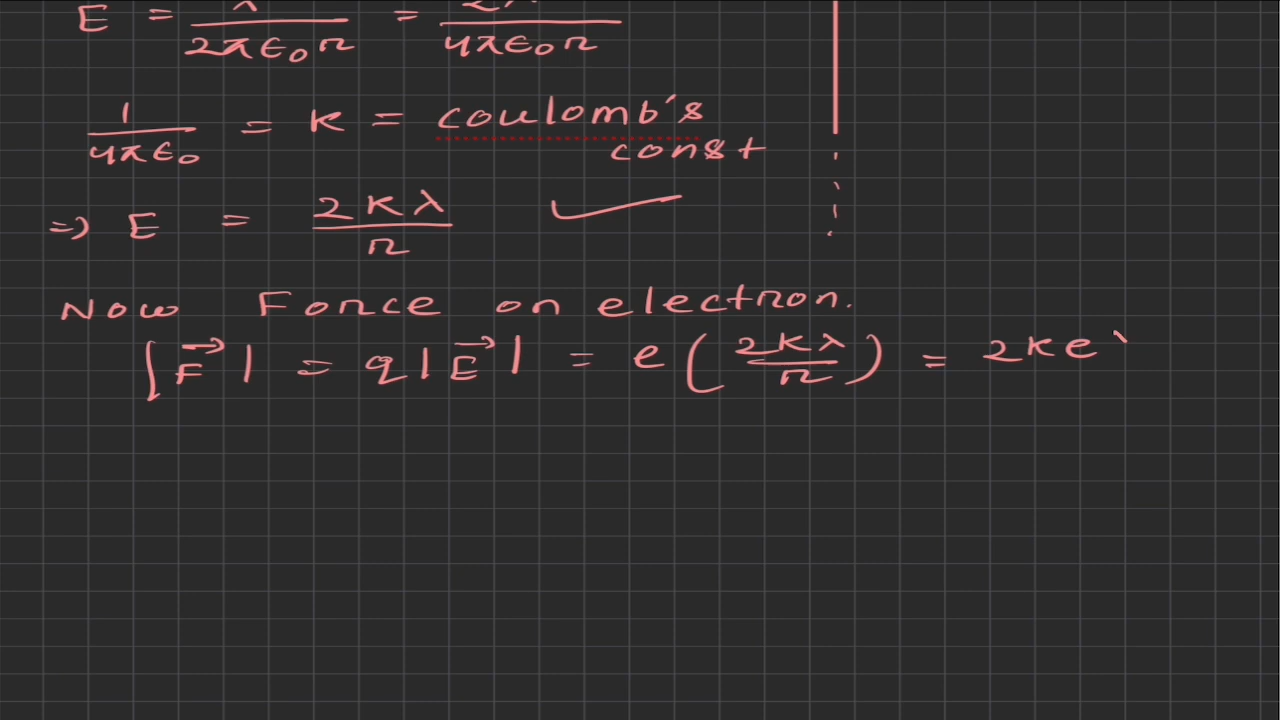 E = λ/2πε₀r = 2λ/4πε₀r
1/4πε₀ = K = coulomb's const
=> E = 2Kλ/r ✓
Now Force on electron.
|F⃗| = q|E⃗| = e(2Kλ/r) = 2Ke